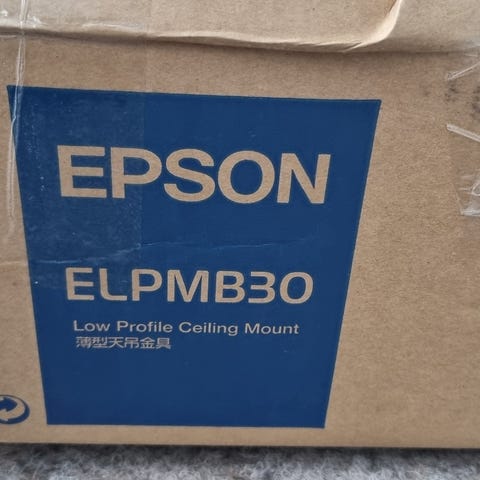 EPSON
ELPMB30
Low Profile Ceiling Mount
薄型天吊金具